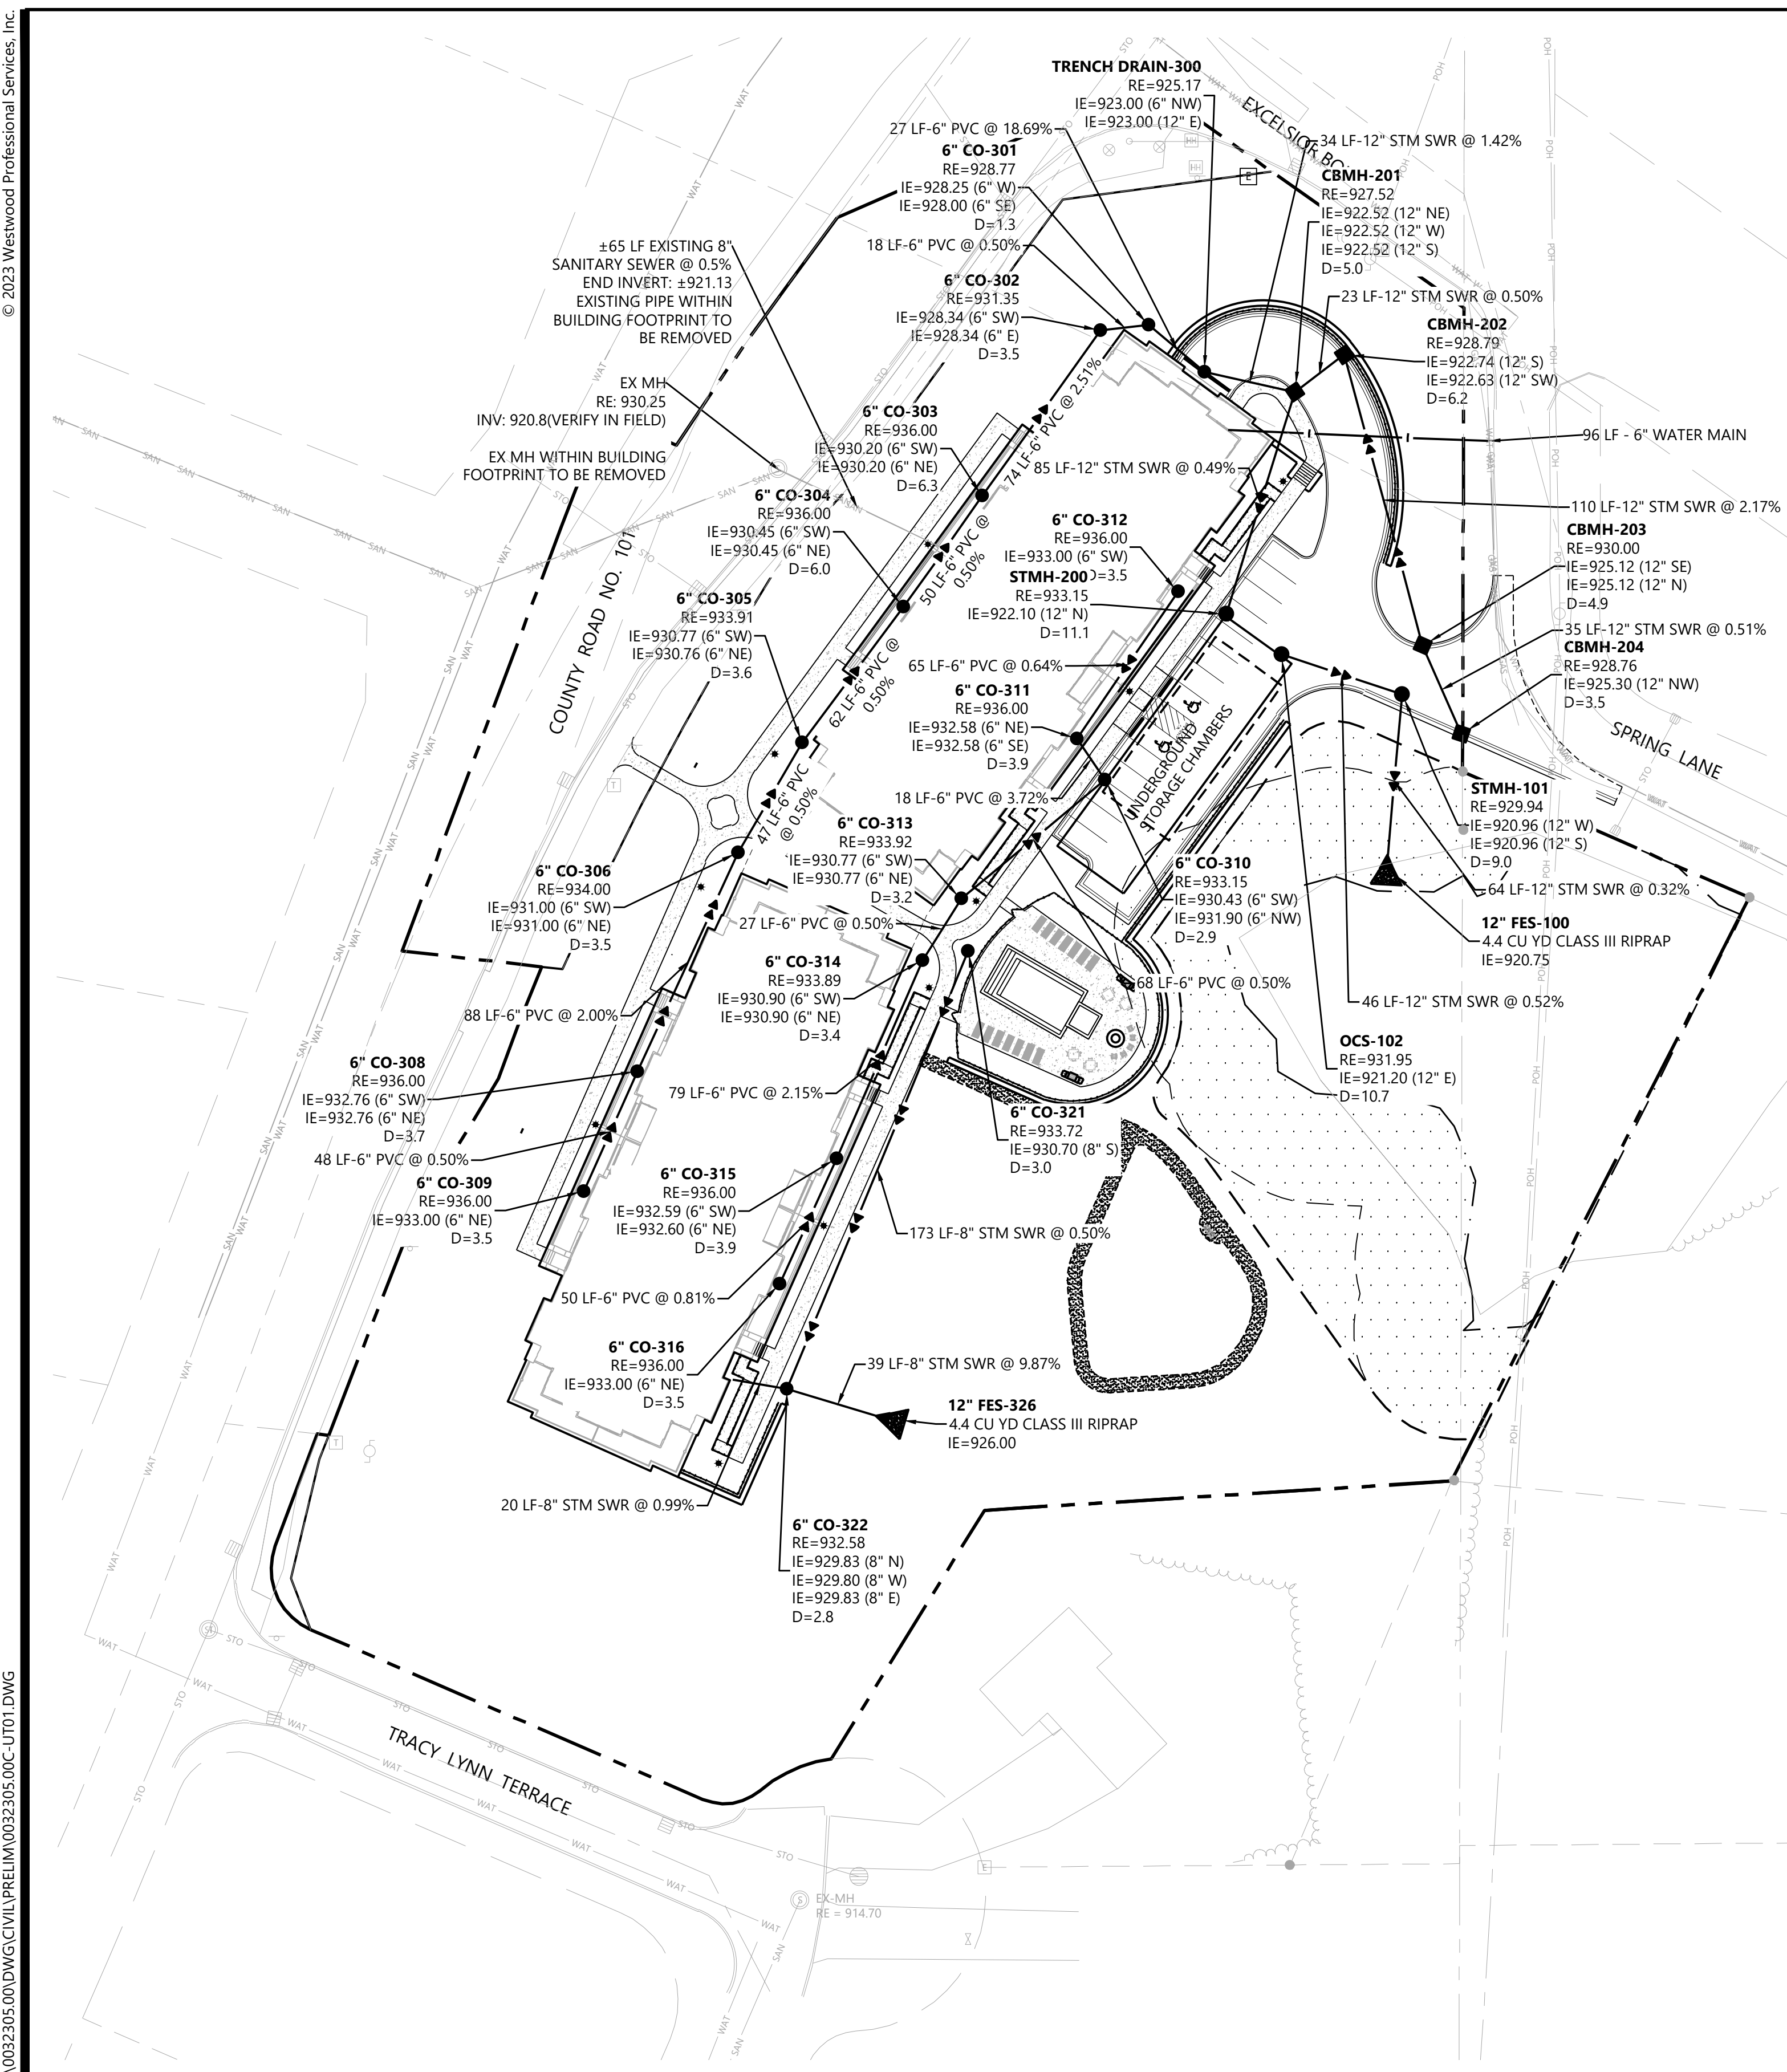 © 2023 Westwood Professional Services, Inc.
\0032305.00\DWG\CIVIL\PRELIM\0032305.00C-UT01.DWG
TRENCH DRAIN-300
RE=925.17
IE=923.00 (6" NW)
IE=923.00 (12" E)
27 LF-6" PVC @ 18.69%
6" CO-301
RE=928.77
IE=928.25 (6" W)
IE=928.00 (6" SE)
D=1.3
18 LF-6" PVC @ 0.50%
6" CO-302
RE=931.35
IE=928.34 (6" SW)
IE=928.34 (6" E)
D=3.5
EXCELSIOR BO
34 LF-12" STM SWR @ 1.42%
CBMH-201
RE=927.52
IE=922.52 (12" NE)
IE=922.52 (12" W)
IE=922.52 (12" S)
D=5.0
23 LF-12" STM SWR @ 0.50%
CBMH-202
RE=928.79
IE=922.74 (12" S)
IE=922.63 (12" SW)
D=6.2
96 LF - 6" WATER MAIN
110 LF-12" STM SWR @ 2.17%
CBMH-203
RE=930.00
IE=925.12 (12" SE)
IE=925.12 (12" N)
D=4.9
35 LF-12" STM SWR @ 0.51%
CBMH-204
RE=928.76
IE=925.30 (12" NW)
D=3.5
SPRING LANE
±65 LF EXISTING 8"
SANITARY SEWER @ 0.5%
END INVERT: ±921.13
EXISTING PIPE WITHIN
BUILDING FOOTPRINT TO
BE REMOVED
EX MH
RE: 930.25
INV: 920.8(VERIFY IN FIELD)
EX MH WITHIN BUILDING
FOOTPRINT TO BE REMOVED
6" CO-303
RE=936.00
IE=930.20 (6" SW)
IE=930.20 (6" NE)
D=6.3
74 LF-6" PVC @ 2.51%
85 LF-12" STM SWR @ 0.49%
6" CO-304
RE=936.00
IE=930.45 (6" SW)
IE=930.45 (6" NE)
D=6.0
50 LF-6" PVC @
0.50%
6" CO-312
RE=936.00
IE=933.00 (6" SW)
D=3.5
STMH-200
RE=933.15
IE=922.10 (12" N)
D=11.1
COUNTY ROAD NO. 101
6" CO-305
RE=933.91
IE=930.77 (6" SW)
IE=930.76 (6" NE)
D=3.6
62 LF-6" PVC @
0.50%
65 LF-6" PVC @ 0.64%
6" CO-311
RE=936.00
IE=932.58 (6" NE)
IE=932.58 (6" SE)
D=3.9
UNDERGROUND
STORAGE CHAMBERS
18 LF-6" PVC @ 3.72%
47 LF-6" PVC
@ 0.50%
6" CO-313
RE=933.92
IE=930.77 (6" SW)
IE=930.77 (6" NE)
D=3.2
STMH-101
RE=929.94
IE=920.96 (12" W)
IE=920.96 (12" S)
D=9.0
64 LF-12" STM SWR @ 0.32%
12" FES-100
4.4 CU YD CLASS III RIPRAP
IE=920.75
6" CO-310
RE=933.15
IE=930.43 (6" SW)
IE=931.90 (6" NW)
D=2.9
6" CO-306
RE=934.00
IE=931.00 (6" SW)
IE=931.00 (6" NE)
D=3.5
27 LF-6" PVC @ 0.50%
6" CO-314
RE=933.89
IE=930.90 (6" SW)
IE=930.90 (6" NE)
D=3.4
68 LF-6" PVC @ 0.50%
46 LF-12" STM SWR @ 0.52%
88 LF-6" PVC @ 2.00%
OCS-102
RE=931.95
IE=921.20 (12" E)
D=10.7
6" CO-308
RE=936.00
IE=932.76 (6" SW)
IE=932.76 (6" NE)
D=3.7
79 LF-6" PVC @ 2.15%
6" CO-321
RE=933.72
IE=930.70 (8" S)
D=3.0
48 LF-6" PVC @ 0.50%
6" CO-309
RE=936.00
IE=933.00 (6" NE)
D=3.5
6" CO-315
RE=936.00
IE=932.59 (6" SW)
IE=932.60 (6" NE)
D=3.9
173 LF-8" STM SWR @ 0.50%
50 LF-6" PVC @ 0.81%
6" CO-316
RE=936.00
IE=933.00 (6" NE)
D=3.5
39 LF-8" STM SWR @ 9.87%
12" FES-326
4.4 CU YD CLASS III RIPRAP
IE=926.00
20 LF-8" STM SWR @ 0.99%
6" CO-322
RE=932.58
IE=929.83 (8" N)
IE=929.80 (8" W)
IE=929.83 (8" E)
D=2.8
TRACY LYNN TERRACE
EX-MH
RE = 914.70